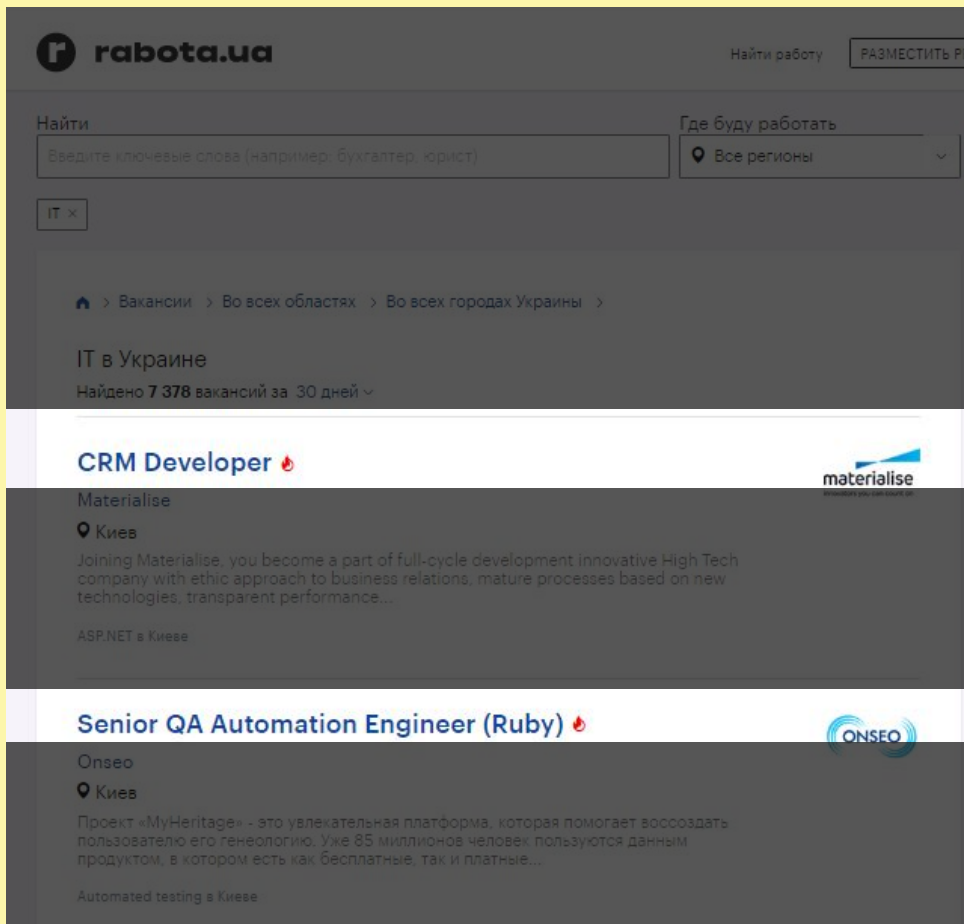 rabota.ua
Найти работу
РАЗМЕСТИТЬ
Найти
Где буду работать
Введите ключевые слова (например: бухгалтер, юрист)
Все регионы
IT ×
> Вакансии > Во всех областях > Во всех городах Украины >
IT в Украине
Найдено 7 378 вакансий за 30 дней
CRM Developer
materialise
innovators you can count on
Materialise
Киев
Joining Materialise, you become a part of full-cycle development innovative High Tech
company with ethic approach to business relations, mature processes based on new
technologies, transparent performance...
ASP.NET в Киеве
Senior QA Automation Engineer (Ruby)
ONSEO
Onseo
Киев
Проект «MyHeritage» - это увлекательная платформа, которая помогает воссоздать
пользователю его генеологию. Уже 85 миллионов человек пользуются данным
продуктом, в котором есть как бесплатные, так и платные...
Automated testing в Киеве